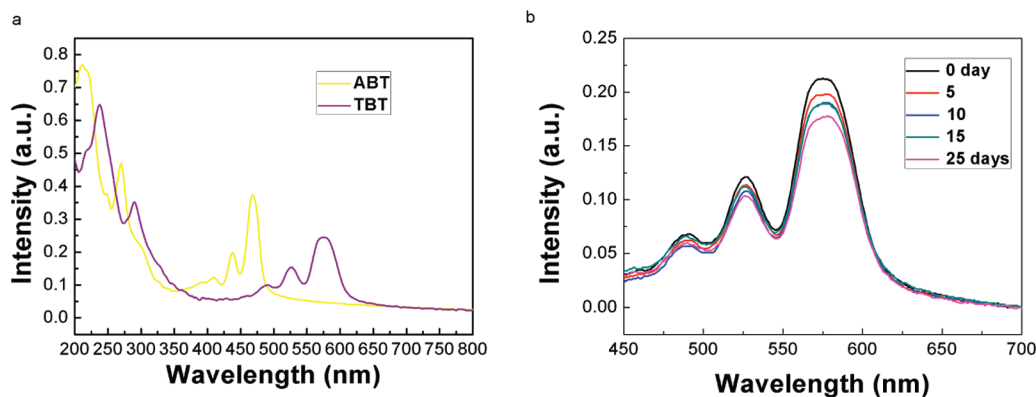 a
b
0.8
0.7
0.6
0.5
0.4
0.3
0.2
0.1
0.0
Intensity (a.u.)
ABT
TBT
200 250 300 350 400 450 500 550 600 650 700 750 800
Wavelength (nm)
0.25
0.20
0.15
0.10
0.05
0.00
Intensity (a.u.)
0 day
5
10
15
25 days
450 500 550 600 650 700
Wavelength (nm)